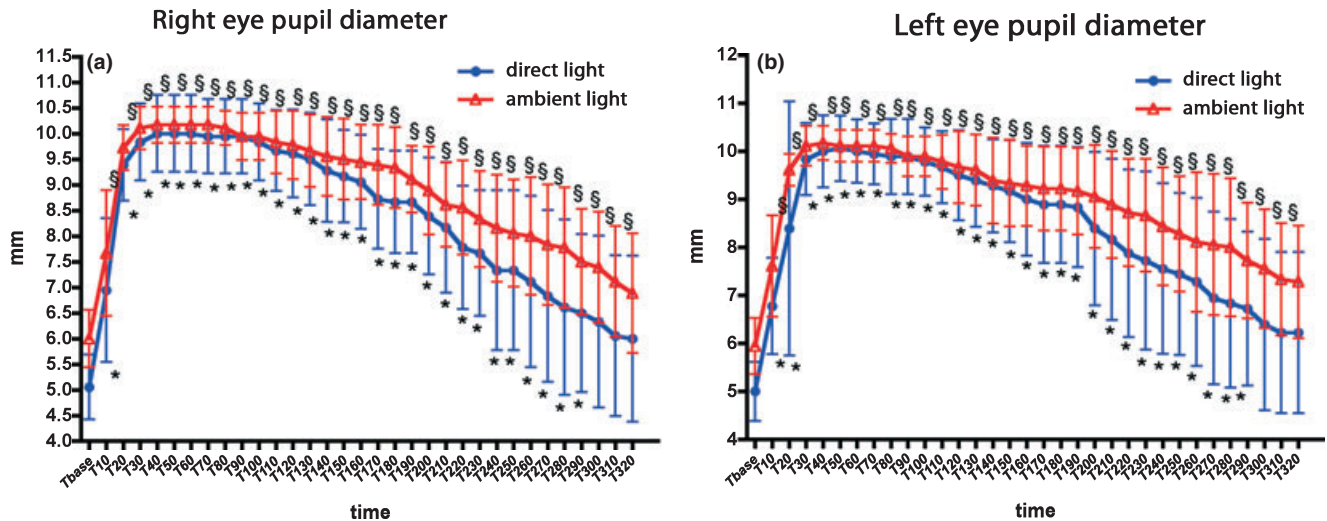 Right eye pupil diameter
(a)
direct light
ambient light
mm
11.5
11.0
10.5
10.0
9.5
9.0
8.5
8.0
7.5
7.0
6.5
6.0
5.5
5.0
4.5
4.0
§ § § § § § § § § § § § § § § § § § § § § § § § § § § § § § § §
* * * * * * * * * * * * * * * * * * * * * * * * * * * *
Tbase T10 T20 T30 T40 T50 T60 T70 T80 T90 T100 T110 T120 T130 T140 T150 T160 T170 T180 T190 T200 T210 T220 T230 T240 T250 T260 T270 T280 T290 T300 T310 T320
time
Left eye pupil diameter
(b)
direct light
ambient light
mm
12
11
10
9
8
7
6
5
4
§ § § § § § § § § § § § § § § § § § § § § § § § § § § § § § § §
* * * * * * * * * * * * * * * * * * * * * * * * * * * * *
Tbase T10 T20 T30 T40 T50 T60 T70 T80 T90 T100 T110 T120 T130 T140 T150 T160 T170 T180 T190 T200 T210 T220 T230 T240 T250 T260 T270 T280 T290 T300 T310 T320
time